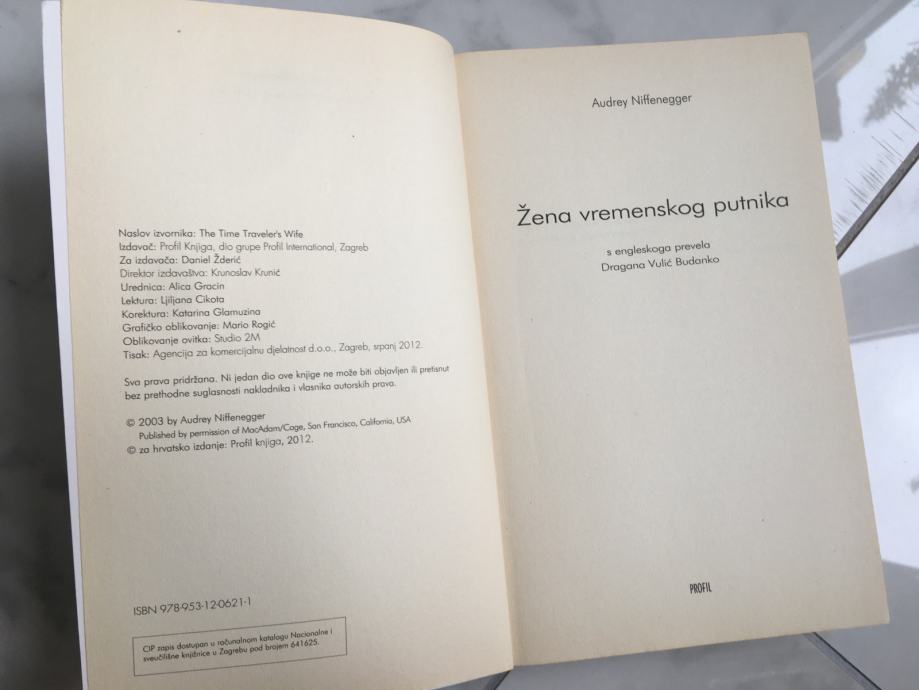 Naslov izvornika: The Time Traveler's Wife
Izdavač: Profil Knjiga, dio grupe Profil International, Zagreb
Za izdavača: Daniel Žderić
Direktor izdavaštva: Krunoslav Krunić
Urednica: Alica Gracin
Lektura: Ljiljana Cikota
Korektura: Katarina Glamuzina
Grafičko oblikovanje: Mario Rogić
Oblikovanje ovitka: Studio 2M
Tisak: Agencija za komercijalnu djelatnost d.o.o., Zagreb, srpanj 2012.
Sva prava pridržana. Ni jedan dio ove knjige ne može biti objavljen ili pretisnut
bez prethodne suglasnosti nakladnika i vlasnika autorskih prava.
© 2003 by Audrey Niffenegger
Published by permission of MacAdam/Cage, San Francisco, California, USA
© za hrvatsko izdanje: Profil knjiga, 2012.
ISBN 978-953-12-0621-1
CIP zapis dostupan u računalnom katalogu Nacionalne i
sveučilišne knjižnice u Zagrebu pod brojem 641625.
Audrey Niffenegger
Žena vremenskog putnika
s engleskoga prevela
Dragana Vulić Budanko
PROFIL